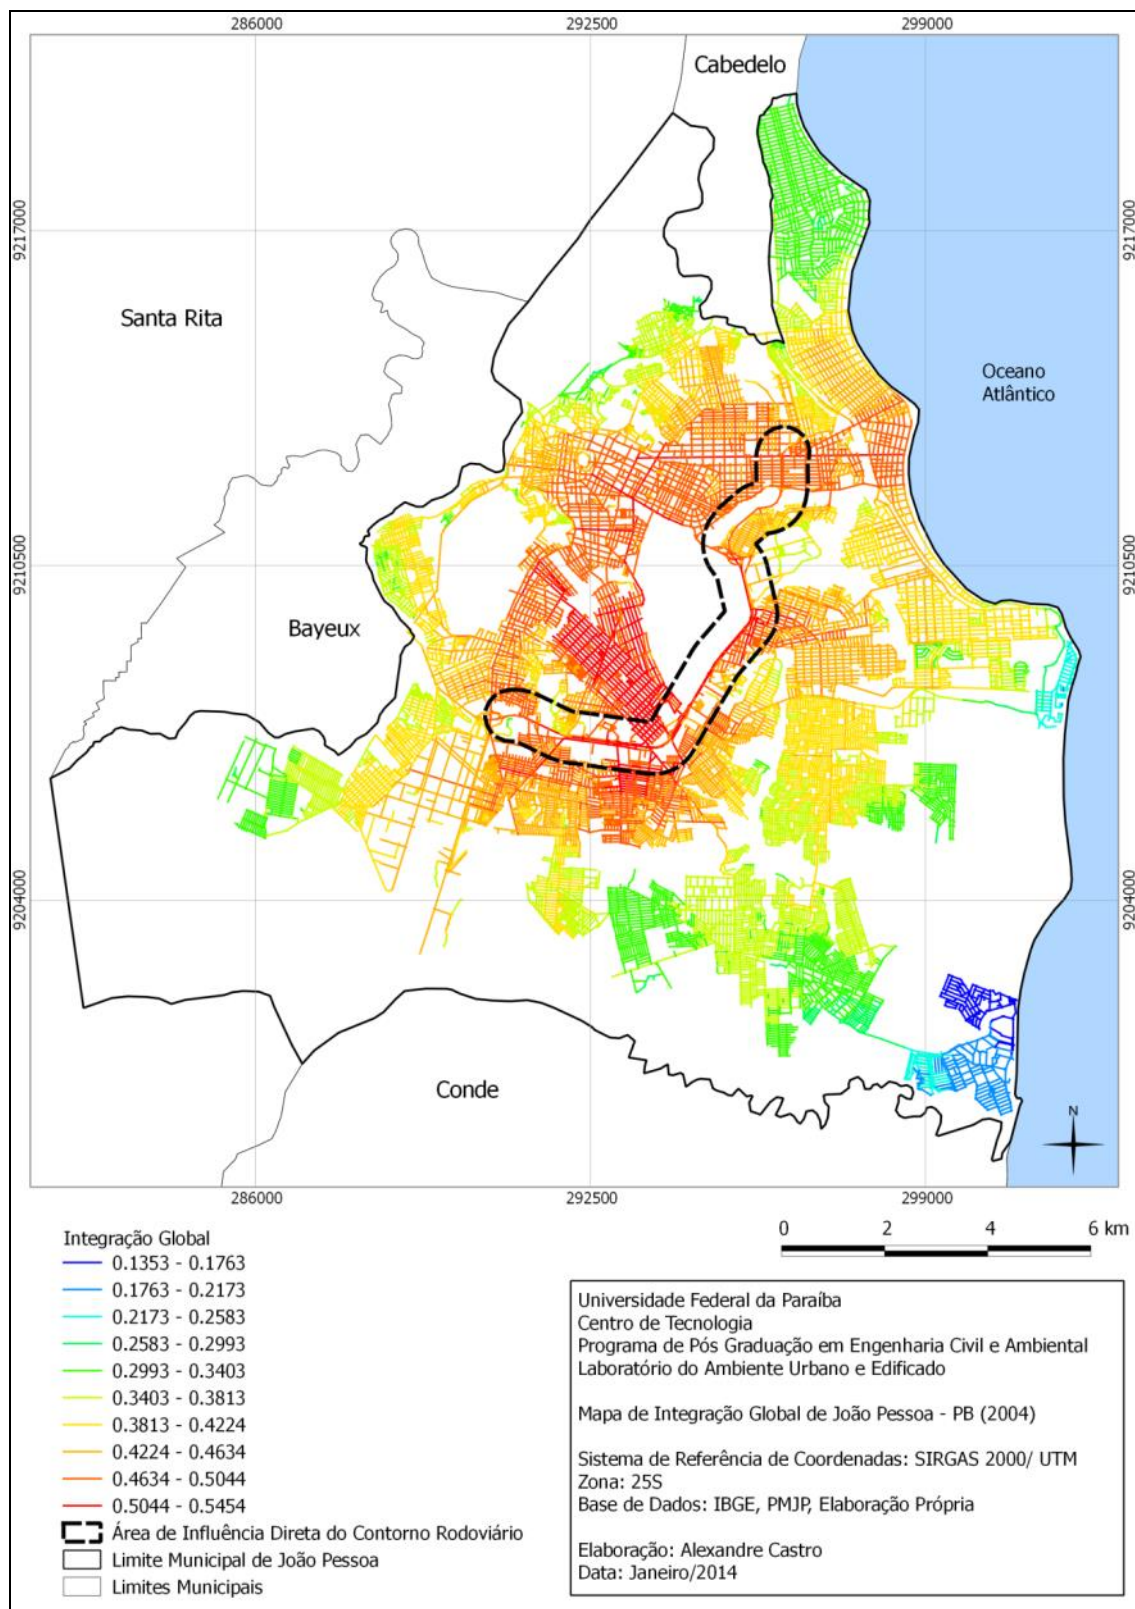 286000
292500
299000
Cabedelo
9217000
9217000
Santa Rita
Oceano
Atlântico
9210500
9210500
Bayeux
9204000
9204000
Conde
N
286000
292500
299000
Integração Global
0.1353 - 0.1763
0.1763 - 0.2173
0.2173 - 0.2583
0.2583 - 0.2993
0.2993 - 0.3403
0.3403 - 0.3813
0.3813 - 0.4224
0.4224 - 0.4634
0.4634 - 0.5044
0.5044 - 0.5454
Área de Influência Direta do Contorno Rodoviário
Limite Municipal de João Pessoa
Limites Municipais
0 2 4 6 km
Universidade Federal da Paraíba
Centro de Tecnologia
Programa de Pós Graduação em Engenharia Civil e Ambiental
Laboratório do Ambiente Urbano e Edificado
Mapa de Integração Global de João Pessoa - PB (2004)
Sistema de Referência de Coordenadas: SIRGAS 2000/ UTM
Zona: 25S
Base de Dados: IBGE, PMJP, Elaboração Própria
Elaboração: Alexandre Castro
Data: Janeiro/2014